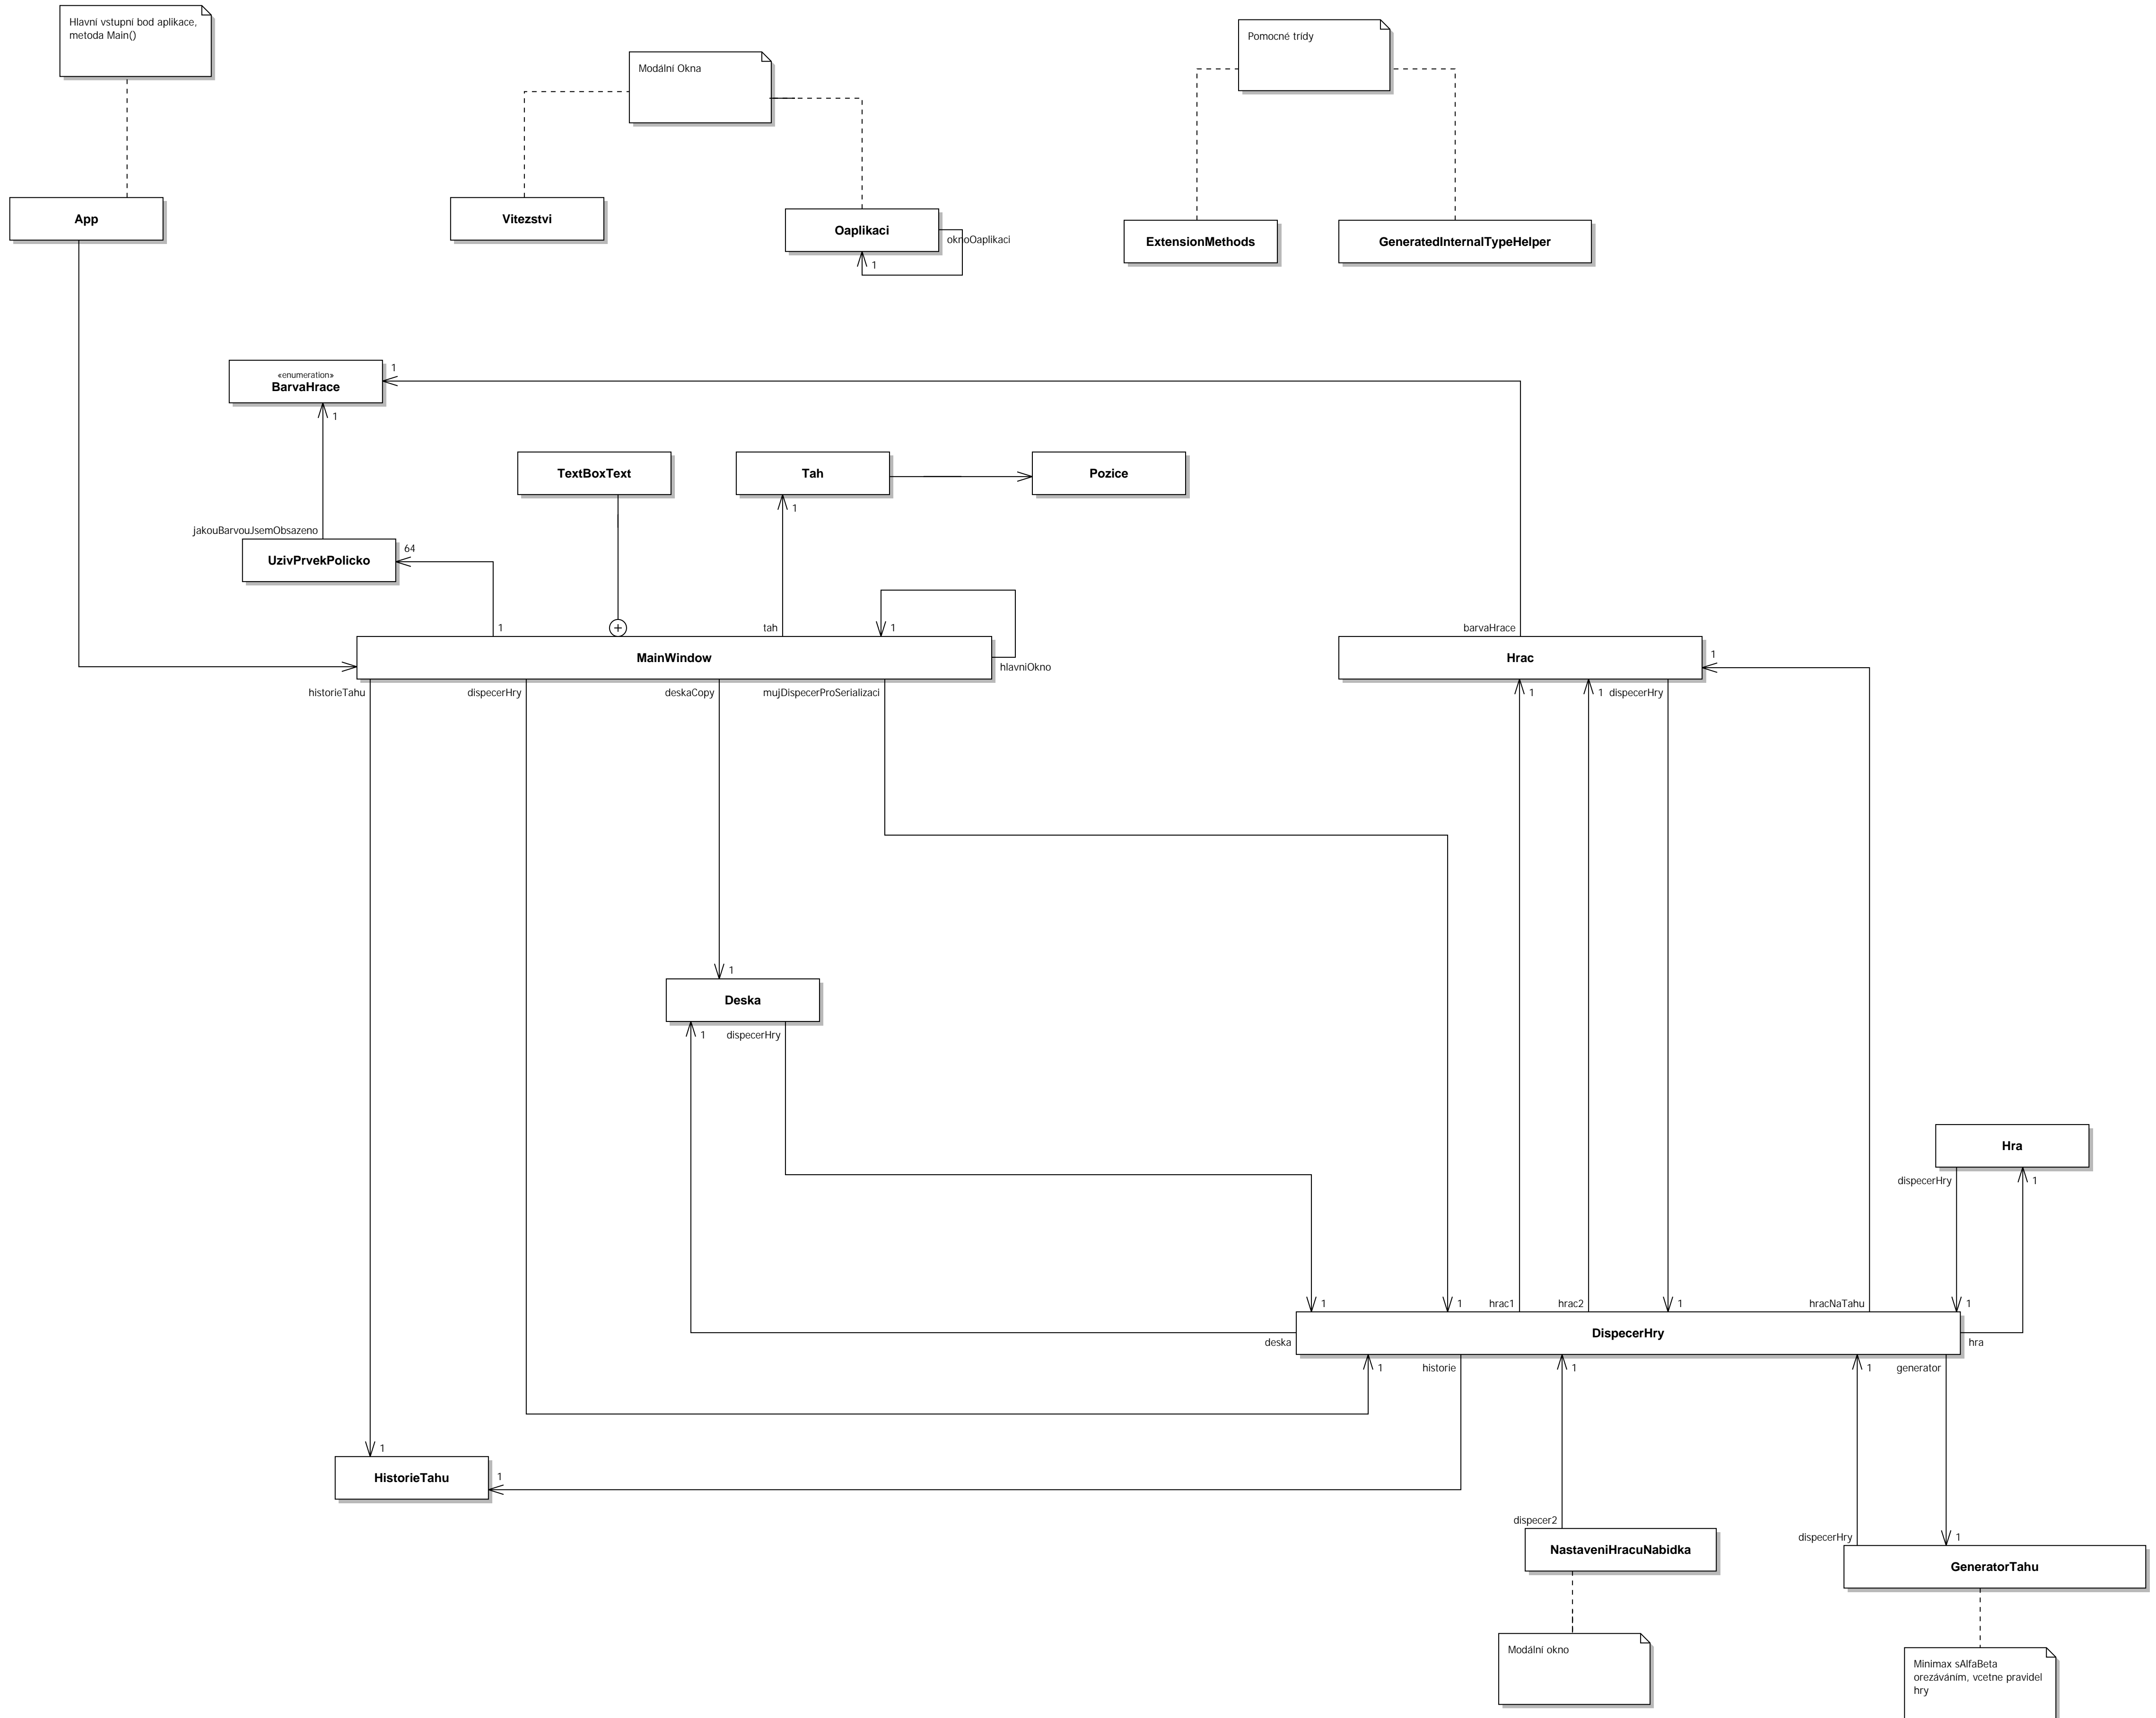 Hlavní vstupní bod aplikace,
metoda Main()
Pomocné trídy
Modální Okna
App
Vitezstvi
Oaplikaci
oknoOaplikaci
1
ExtensionMethods
GeneratedInternalTypeHelper
«enumeration»
BarvaHrace
1
1
TextBoxText
Tah
Pozice
1
jakouBarvouJsemObsazeno
UzivPrvekPolicko
64
1
tah
1
barvaHrace
MainWindow
hlavniOkno
Hrac
1
historieTahu
dispecerHry
deskaCopy
mujDispecerProSerializaci
1
1
dispecerHry
1
Deska
1
dispecerHry
Hra
dispecerHry
1
1
1
hrac1
hrac2
1
hracNaTahu
1
DispecerHry
deska
hra
1
historie
1
1
generator
1
HistorieTahu
1
dispecer2
NastaveniHracuNabidka
dispecerHry
1
GeneratorTahu
Modální okno
Minimax sAlfaBeta
orezáváním, vcetne pravidel
hry